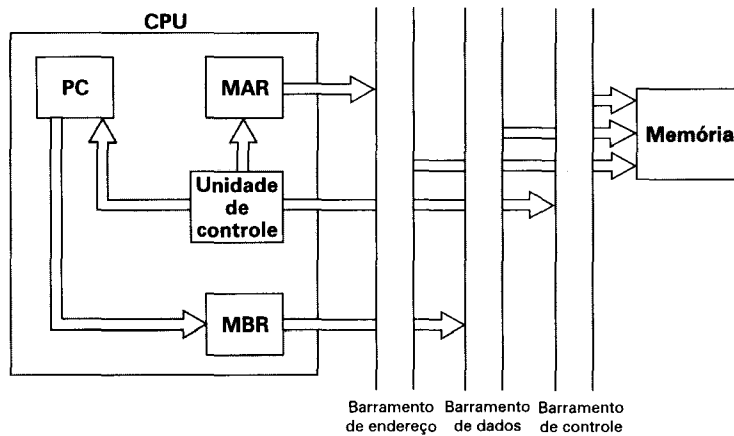 CPU
PC
MAR
Memória
Unidade
de
controle
MBR
Barramento
de endereço
Barramento
de dados
Barramento
de controle